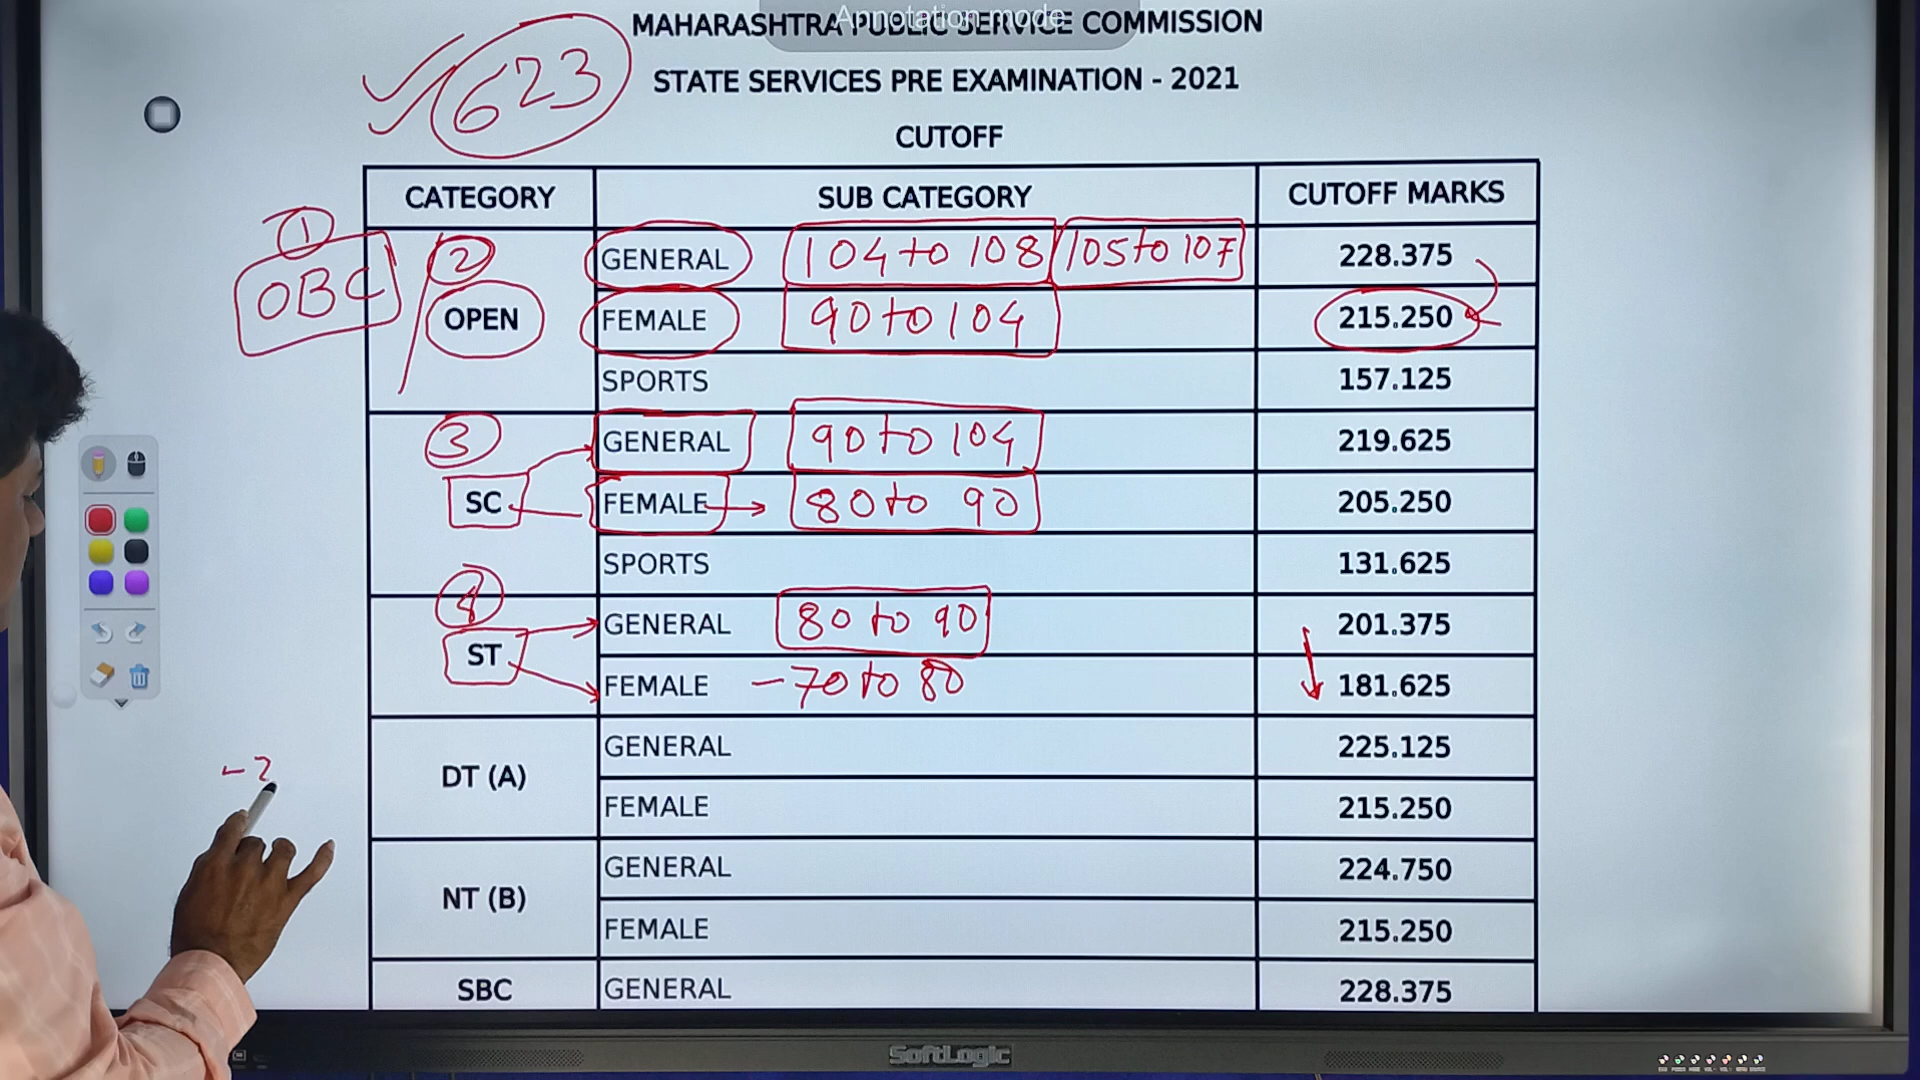 Annotation mode
MAHARASHTRA PUBLIC SERVICE COMMISSION
623
STATE SERVICES PRE EXAMINATION - 2021
CUTOFF
CATEGORY SUB CATEGORY CUTOFF MARKS
1 OBC
2 OPEN
GENERAL 104 to 108 105 to 107 228.375
FEMALE 90 to 104 215.250
SPORTS 157.125
3 SC
GENERAL 90 to 104 219.625
FEMALE 80 to 90 205.250
SPORTS 131.625
4 ST
GENERAL 80 to 90 201.375
FEMALE - 70 to 80 181.625
DT (A)
GENERAL 225.125
FEMALE 215.250
NT (B)
GENERAL 224.750
FEMALE 215.250
SBC GENERAL 228.375
SoftLogic